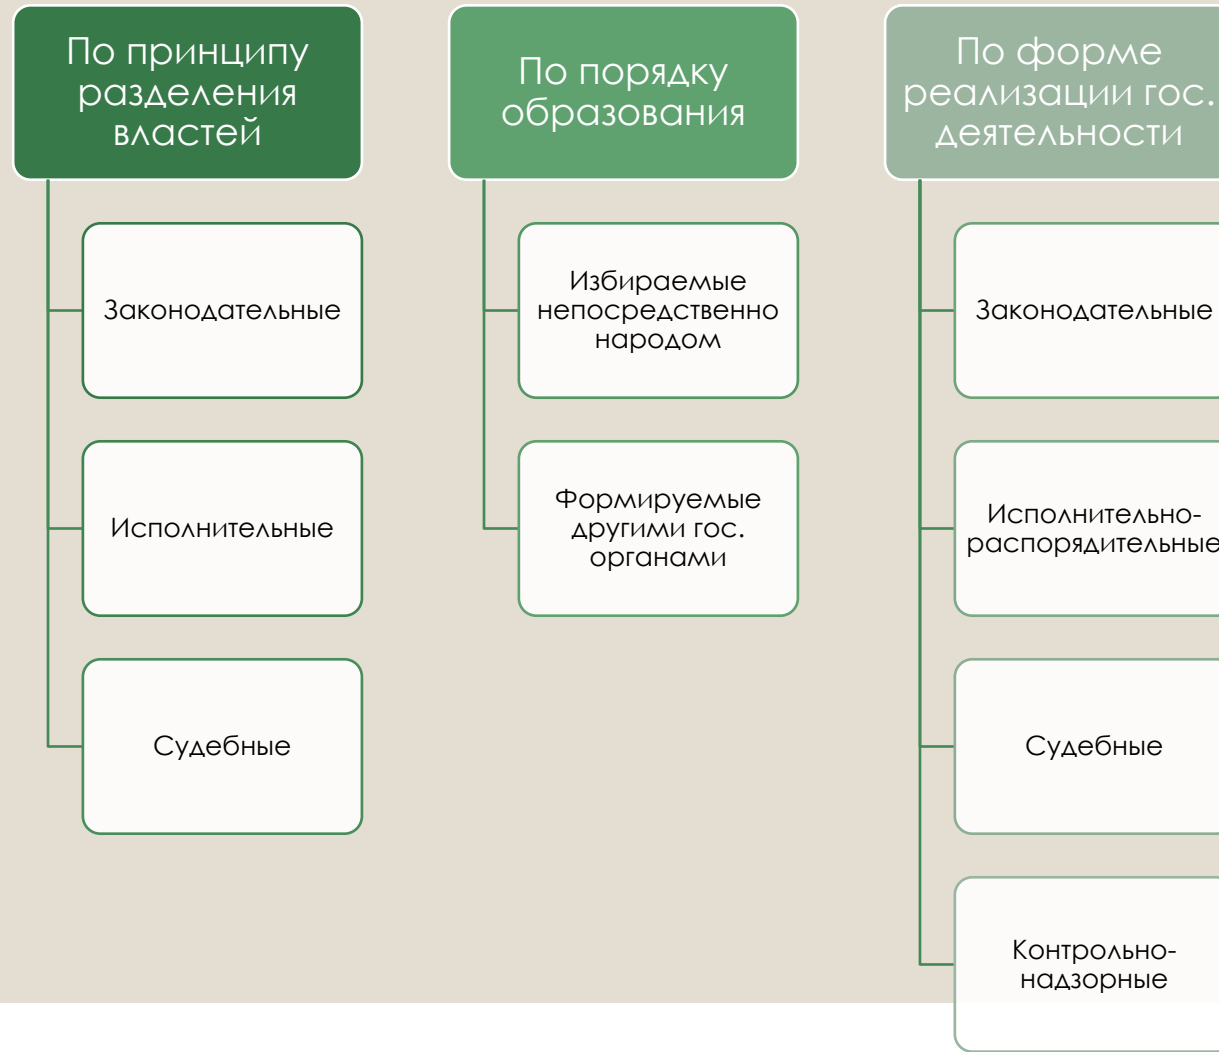 По принципу
разделения
властей
Законодательные
Исполнительные
Судебные
По порядку
образования
Избираемые
непосредственно
народом
Формируемые
другими гос.
органами
По форме
реализации гос.
деятельности
Законодательные
Исполнительно-
распорядительные
Судебные
Контрольно-
надзорные